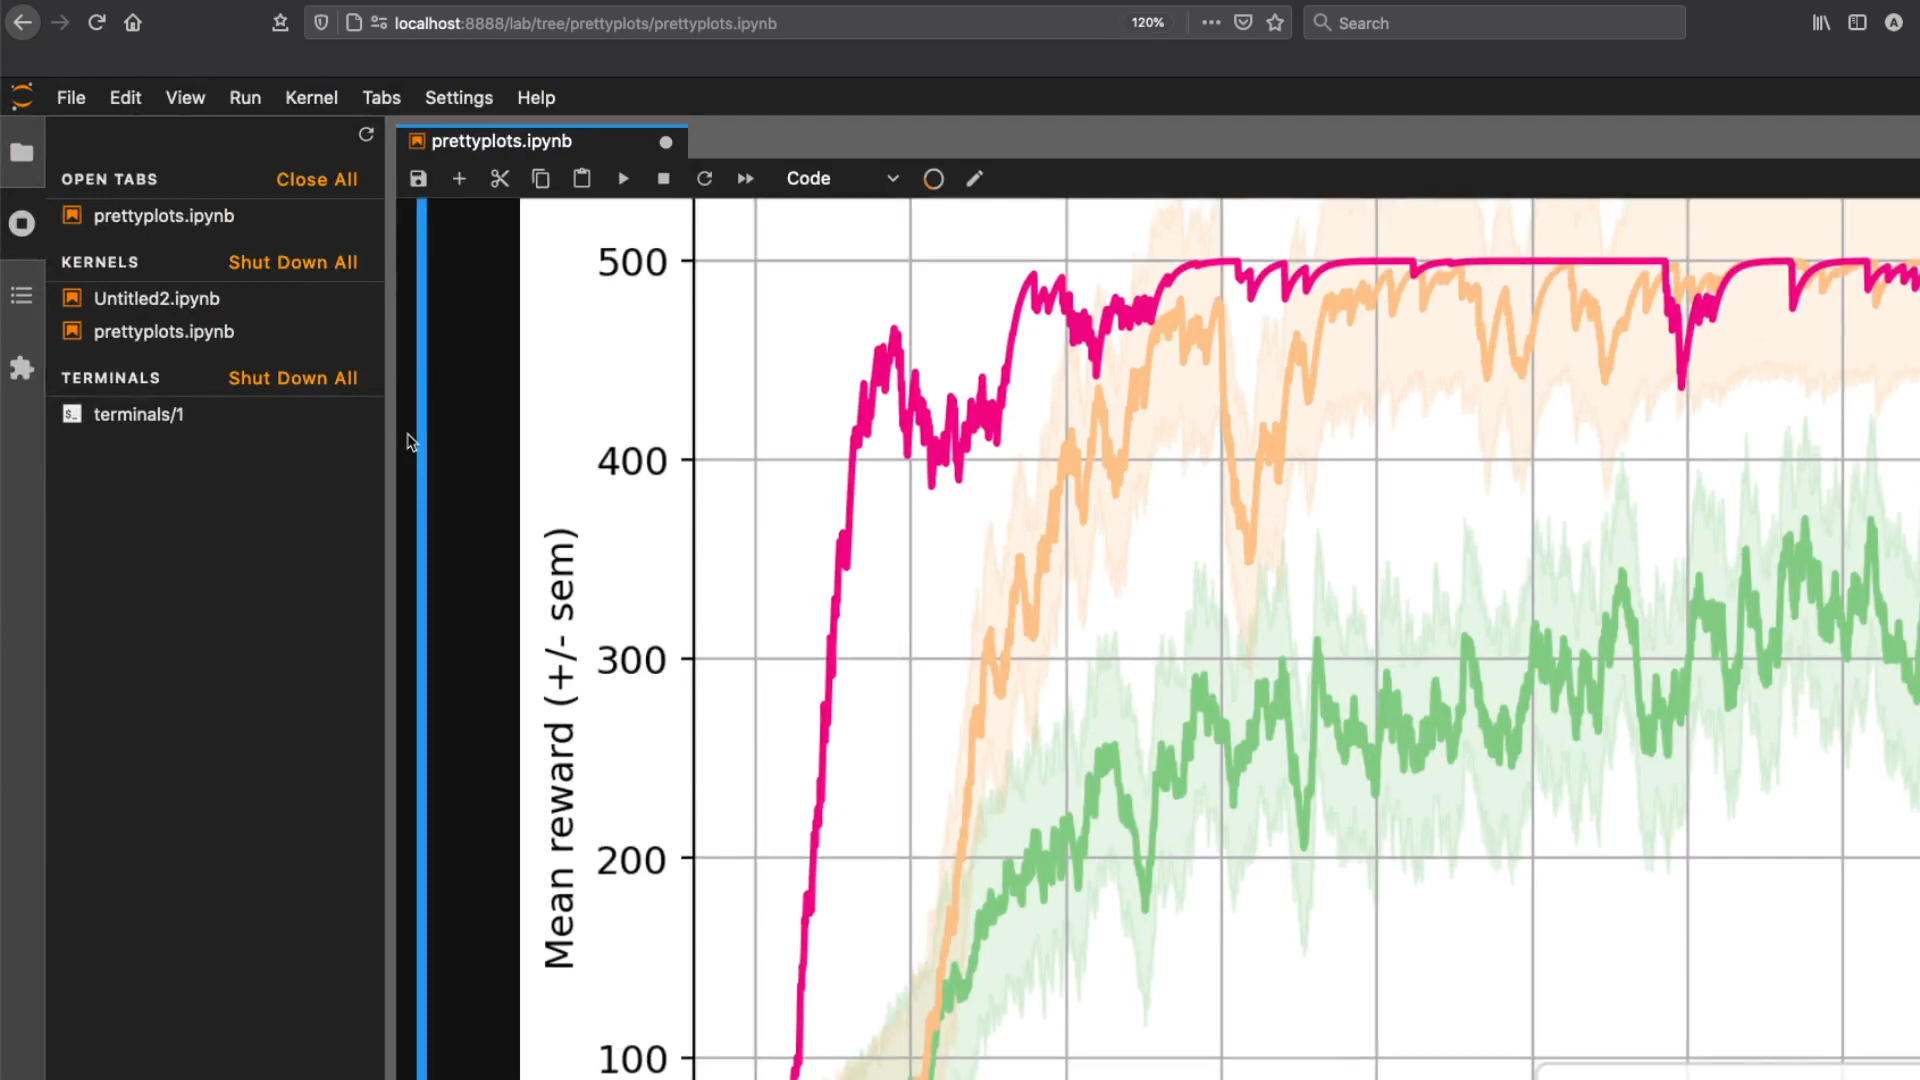 localhost:8888/lab/tree/prettyplots/prettyplots.ipynb
120%
Search
A
File Edit View Run Kernel Tabs Settings Help
prettyplots.ipynb
OPEN TABS Close All
Code
prettyplots.ipynb
KERNELS Shut Down All
Untitled2.ipynb
prettyplots.ipynb
TERMINALS Shut Down All
$_ terminals/1
500
400
300
200
100
Mean reward (+/- sem)